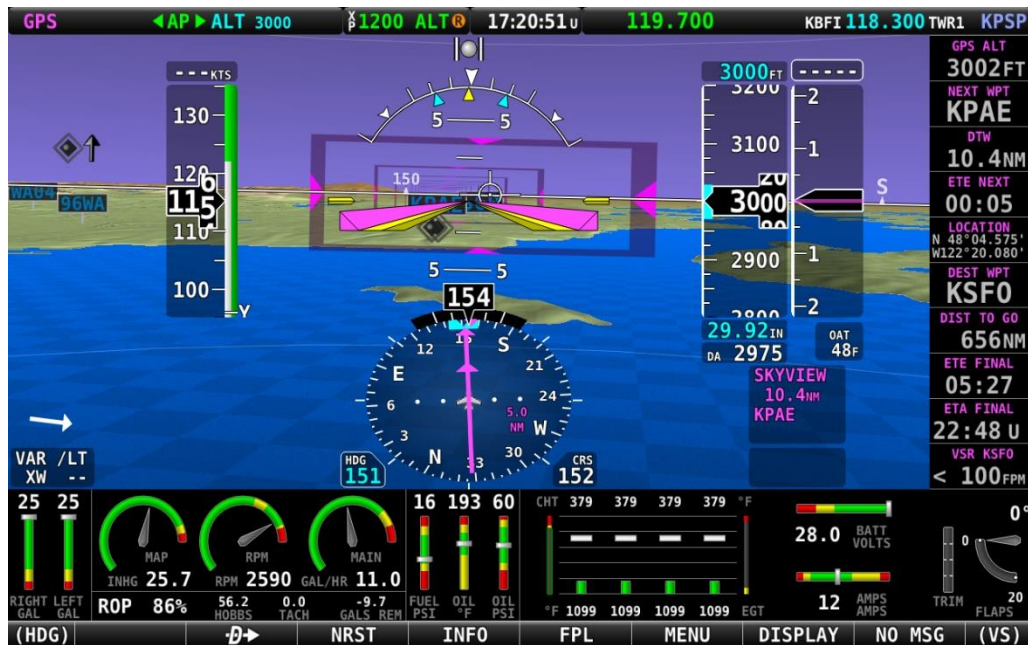 GPS ◄AP► ALT 3000 XP 1200 ALT R 17:20:51 U 119.700 KBFI 118.300 TWR1 KPSP
GPS ALT
3002FT
NEXT WPT
KPAE
DTW
10.4NM
ETE NEXT
00:05
LOCATION
N 48°04.575'
W122°20.080'
DEST WPT
KSFO
DIST TO GO
656NM
ETE FINAL
05:27
ETA FINAL
22:48 U
VSR KSFO
< 100FPM
---KTS
130
120
115
6
110
100
Y
5 5
150
KPAE
5 5
WA04
96WA
3000FT
3200
3100
20
3000
80
2900
2800
-----
2
1
1
2
S
29.92IN
DA 2975
OAT
48F
SKYVIEW
10.4NM
KPAE
154
12 15 S 21 24 W 30 33 N 3 6 E
5.0
NM
HDG
151
CRS
152
VAR /LT
XW --
25 25
RIGHT GAL
LEFT GAL
MAP
INHG 25.7
RPM
RPM 2590
MAIN
GAL/HR 11.0
ROP 86%
56.2
HOBBS
0.0
TACH
-9.7
GALS REM
16 193 60
FUEL PSI
OIL °F
OIL PSI
CHT 379 379 379 379 °F
°F 1099 1099 1099 1099 EGT
28.0 BATT VOLTS
12 AMPS AMPS
TRIM
0°
0
20
FLAPS
(HDG) -D→ NRST INFO FPL MENU DISPLAY NO MSG (VS)